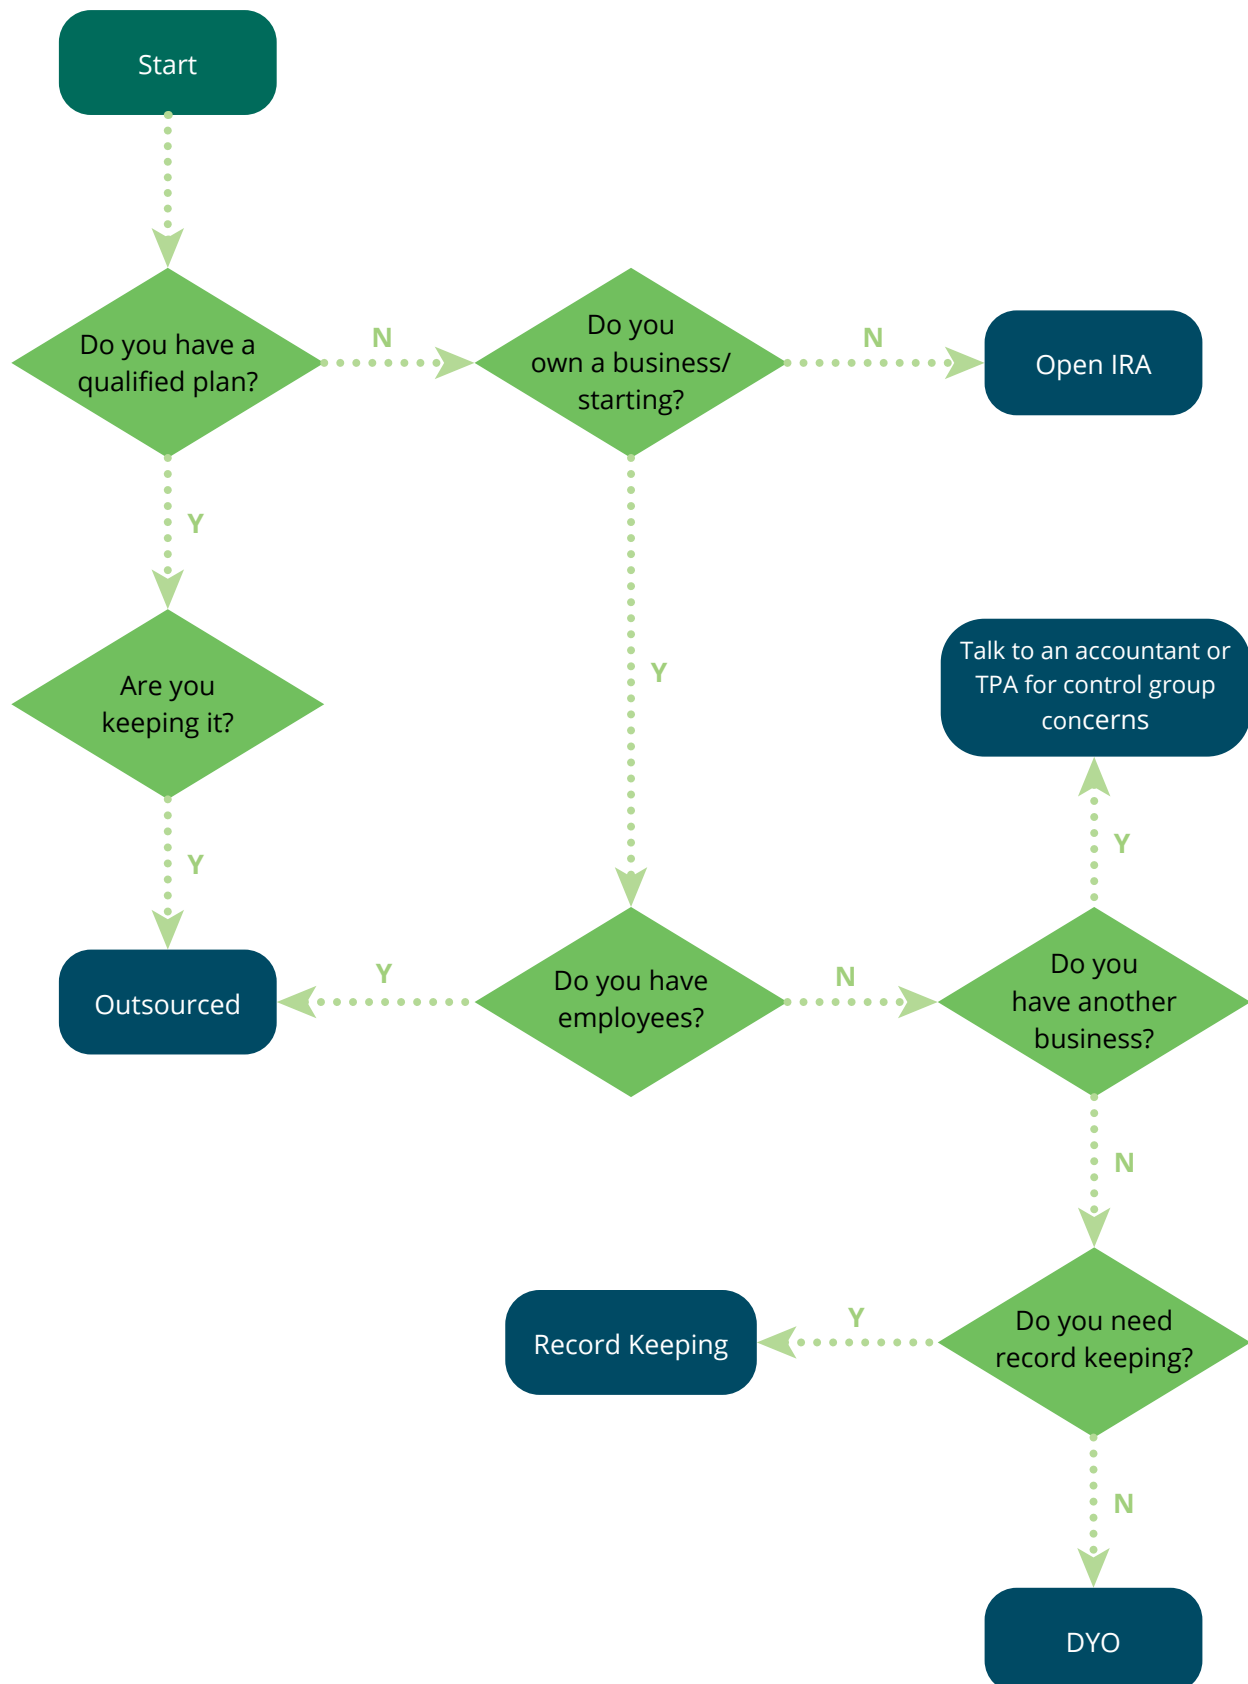 Start
Do you have a
qualified plan?
N
Do you
own a business/
starting?
N
Open IRA
Y
Are you
keeping it?
Y
Talk to an accountant or
TPA for control group
concerns
Y
Y
Outsourced
Y
Do you have
employees?
N
Do you
have another
business?
N
Record Keeping
Y
Do you need
record keeping?
N
DYO